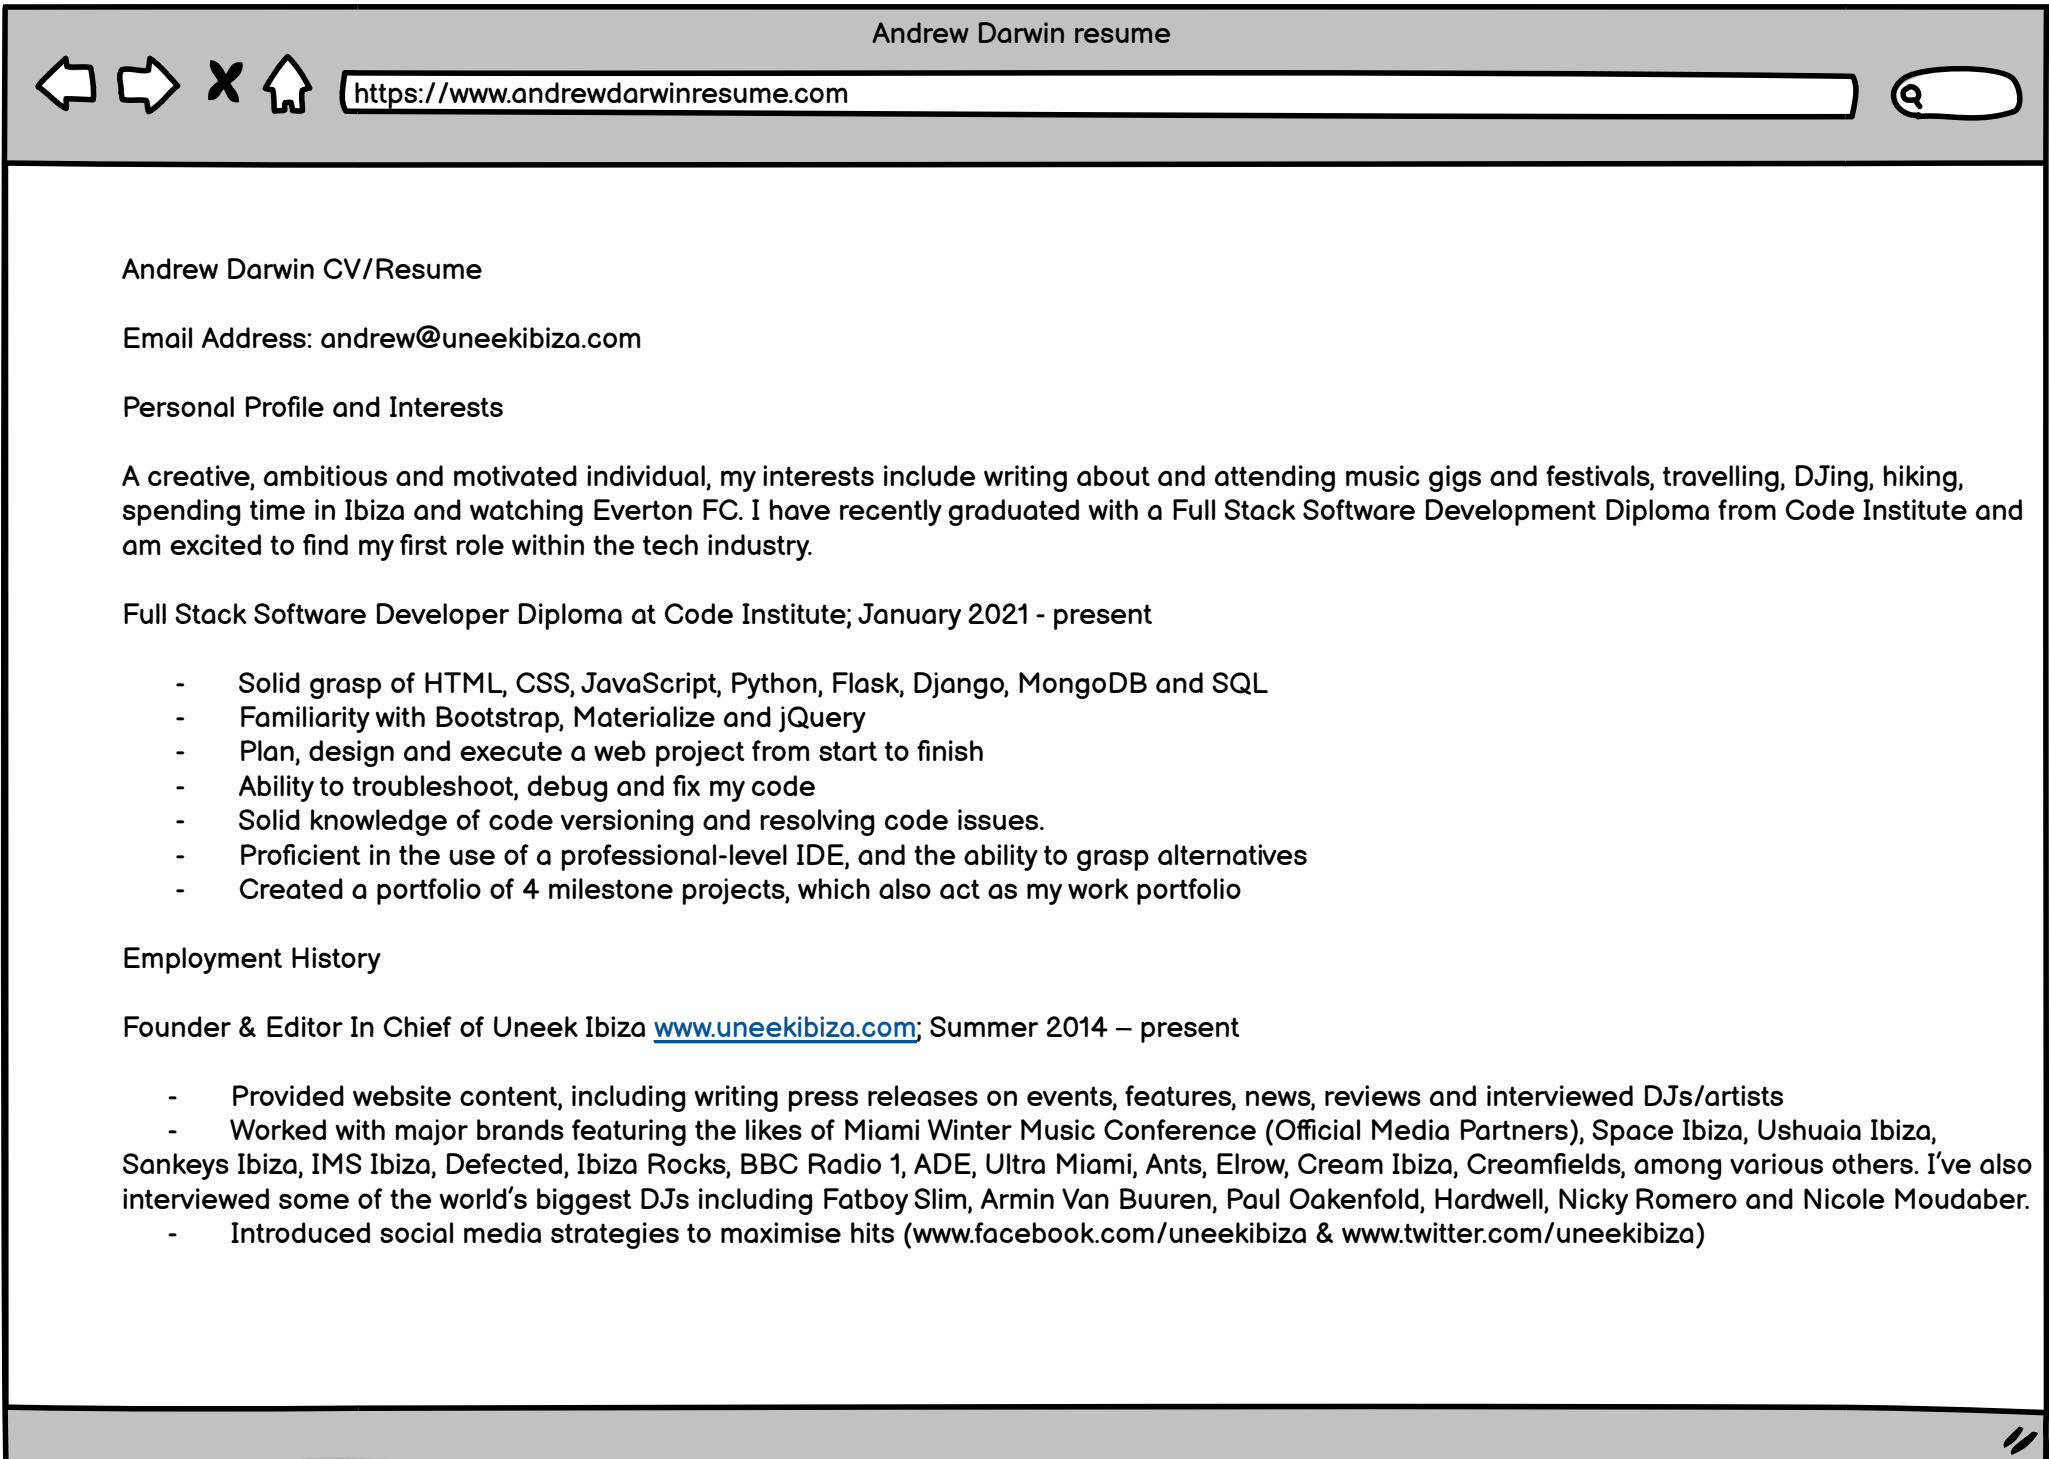 Andrew Darwin resume
https://www.andrewdarwinresume.com
Andrew Darwin CV/Resume
Email Address: andrew@uneekibiza.com
Personal Profile and Interests
A creative, ambitious and motivated individual, my interests include writing about and attending music gigs and festivals, travelling, DJing, hiking,
spending time in Ibiza and watching Everton FC. I have recently graduated with a Full Stack Software Development Diploma from Code Institute and
am excited to find my first role within the tech industry.
Full Stack Software Developer Diploma at Code Institute; January 2021 - present
- Solid grasp of HTML, CSS, JavaScript, Python, Flask, Django, MongoDB and SQL
- Familiarity with Bootstrap, Materialize and jQuery
- Plan, design and execute a web project from start to finish
- Ability to troubleshoot, debug and fix my code
- Solid knowledge of code versioning and resolving code issues.
- Proficient in the use of a professional-level IDE, and the ability to grasp alternatives
- Created a portfolio of 4 milestone projects, which also act as my work portfolio
Employment History
Founder & Editor In Chief of Uneek Ibiza www.uneekibiza.com; Summer 2014 – present
- Provided website content, including writing press releases on events, features, news, reviews and interviewed DJs/artists
- Worked with major brands featuring the likes of Miami Winter Music Conference (Official Media Partners), Space Ibiza, Ushuaia Ibiza,
Sankeys Ibiza, IMS Ibiza, Defected, Ibiza Rocks, BBC Radio 1, ADE, Ultra Miami, Ants, Elrow, Cream Ibiza, Creamfields, among various others. I’ve also
interviewed some of the world’s biggest DJs including Fatboy Slim, Armin Van Buuren, Paul Oakenfold, Hardwell, Nicky Romero and Nicole Moudaber.
- Introduced social media strategies to maximise hits (www.facebook.com/uneekibiza & www.twitter.com/uneekibiza)